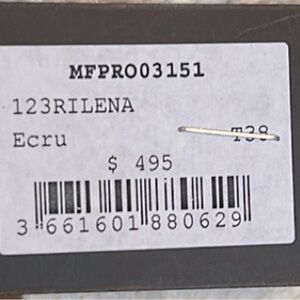 MFPRO03151
123RILENA
Ecru T38
$ 495
3 661601 880629